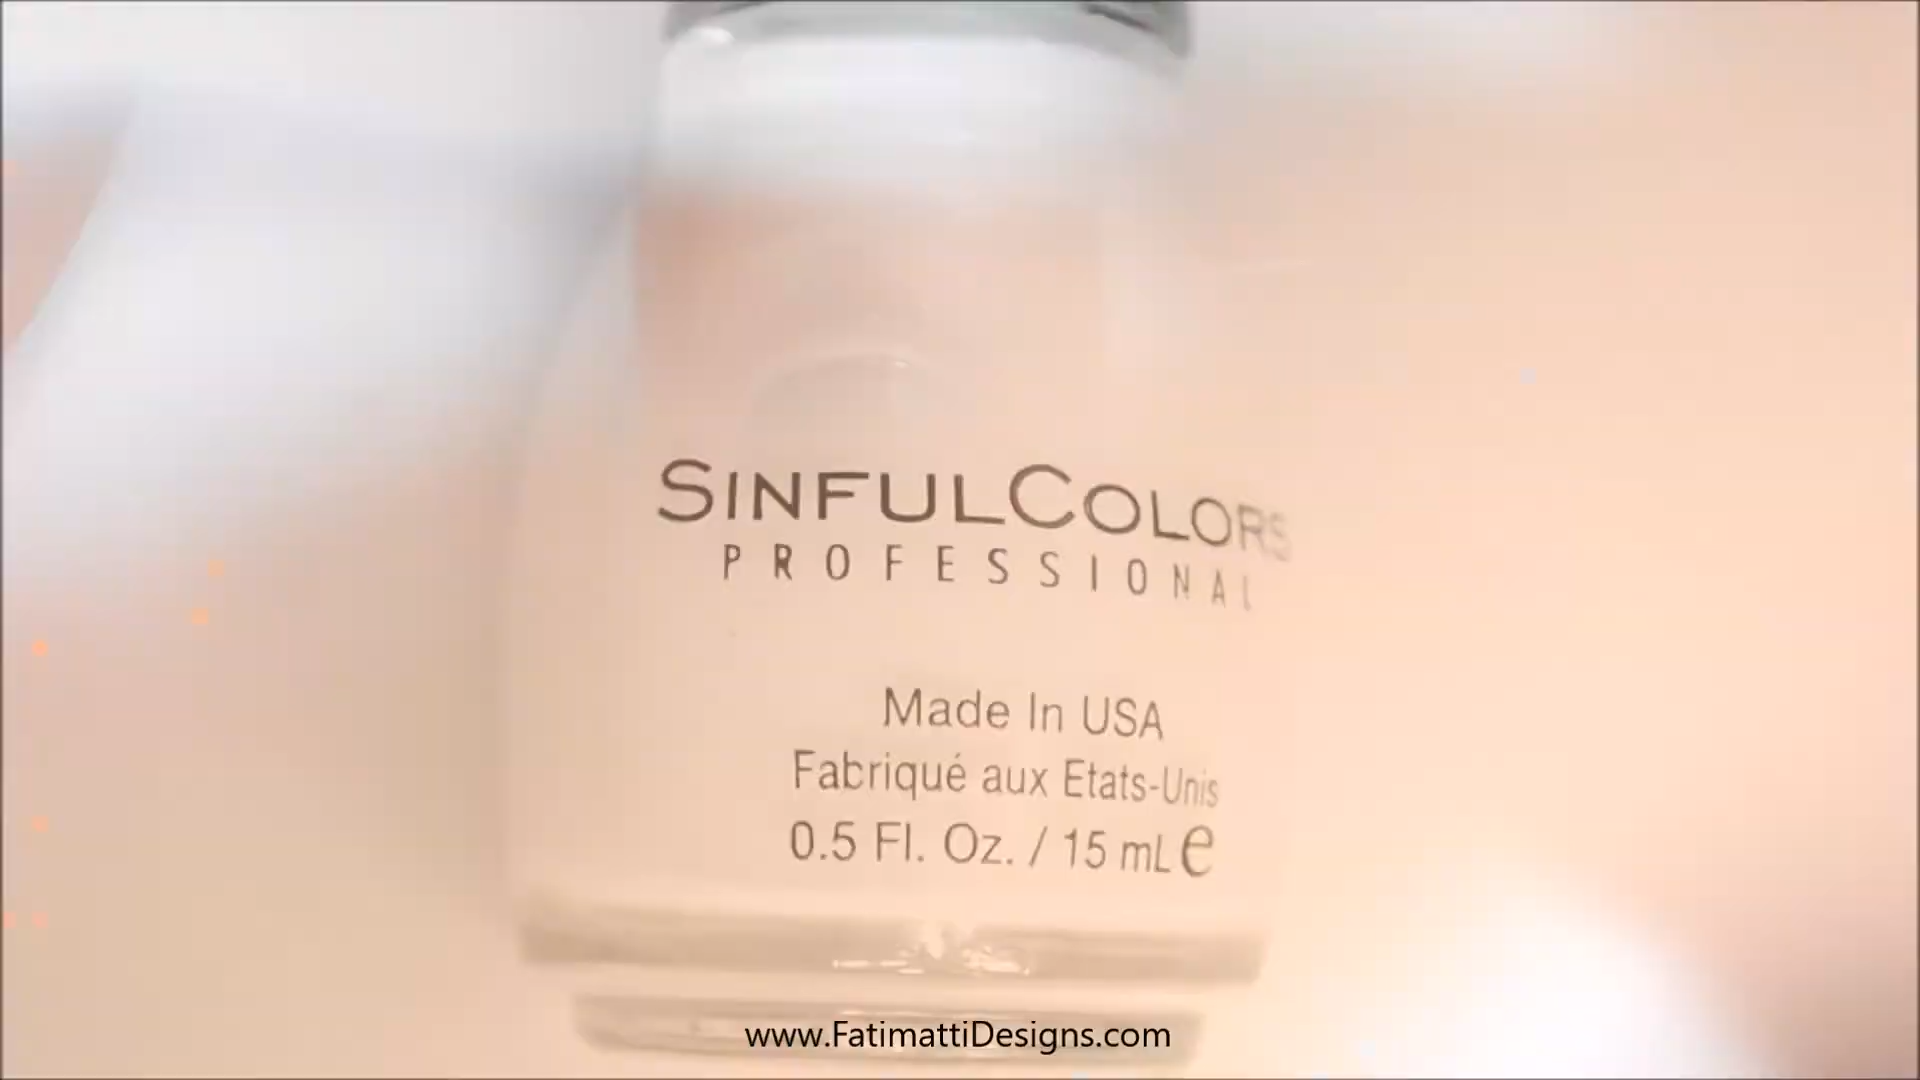 SINFULCOLORS
PROFESSIONAL
Made In USA
Fabriqué aux Etats-Unis
0.5 Fl. Oz. / 15 mL e
www.FatimattiDesigns.com